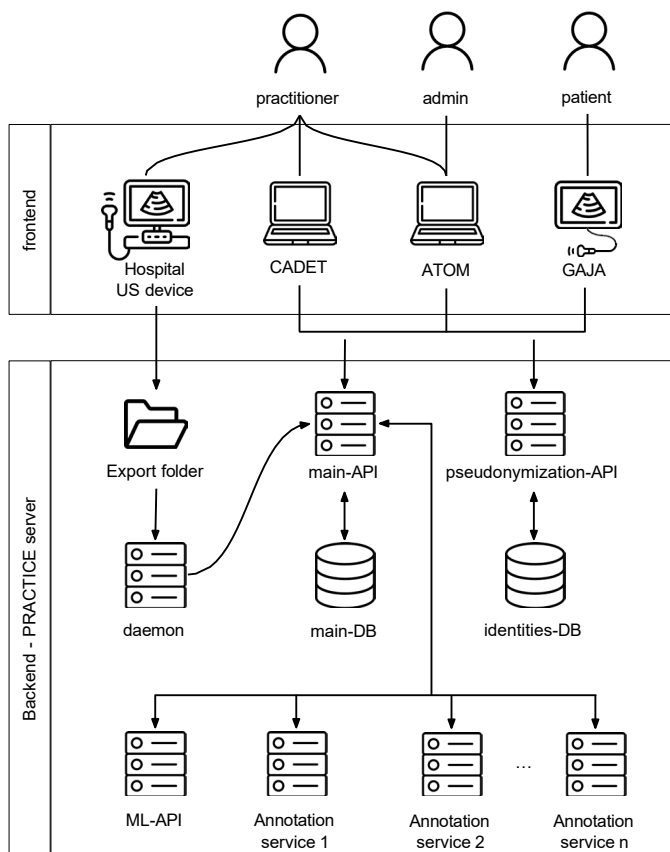 practitioner
admin
patient
frontend
Hospital
US device
CADET
ATOM
GAJA
Backend - PRACTICE server
Export folder
main-API
pseudonymization-API
daemon
main-DB
identities-DB
...
ML-API
Annotation
service 1
Annotation
service 2
Annotation
service n